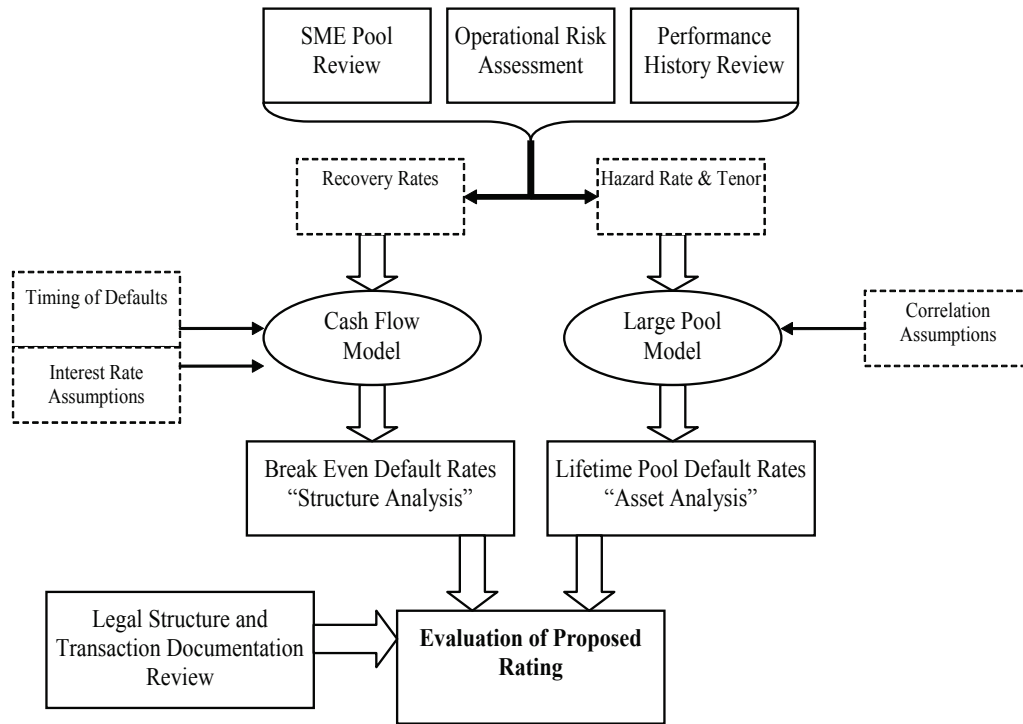 SME Pool
Review
Operational Risk
Assessment
Performance
History Review
Recovery Rates
Hazard Rate & Tenor
Timing of Defaults
Interest Rate
Assumptions
Cash Flow
Model
Large Pool
Model
Correlation
Assumptions
Break Even Default Rates
“Structure Analysis”
Lifetime Pool Default Rates
“Asset Analysis”
Legal Structure and
Transaction Documentation
Review
Evaluation of Proposed
Rating